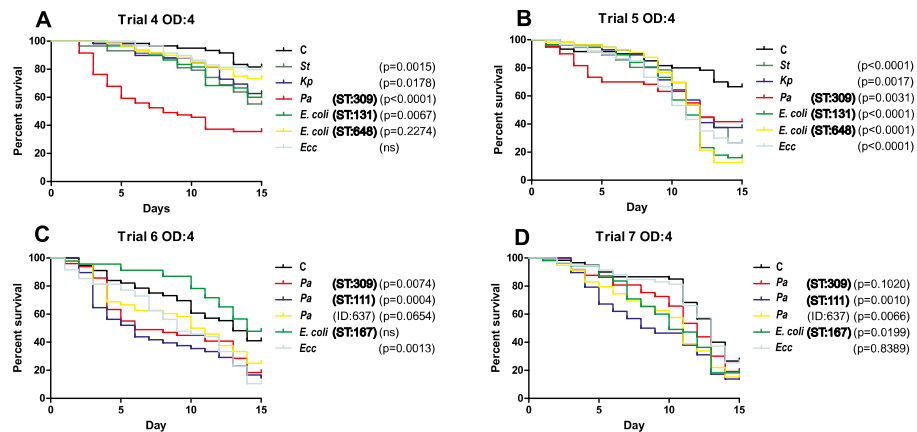 A
Trial 4 OD:4
Percent survival
100
80
60
40
20
0
0 5 10 15
Days
C
St (p=0.0015)
Kp (p=0.0178)
Pa (ST:309) (p<0.0001)
E. coli (ST:131) (p=0.0067)
E. coli (ST:648) (p=0.2274)
Ecc (ns)
B
Trial 5 OD:4
Percent survival
100
80
60
40
20
0
0 5 10 15
Day
C
St (p<0.0001)
Kp (p=0.0017)
Pa (ST:309) (p=0.0031)
E. coli (ST:131) (p<0.0001)
E. coli (ST:648) (p<0.0001)
Ecc (p<0.0001)
C
Trial 6 OD:4
Percent survival
100
80
60
40
20
0
0 5 10 15
Day
C
Pa (ST:309) (p=0.0074)
Pa (ST:111) (p=0.0004)
Pa (ID:637) (p=0.0654)
E. coli (ST:167) (ns)
Ecc (p=0.0013)
D
Trial 7 OD:4
Percent survival
100
80
60
40
20
0
0 5 10 15
Day
C
Pa (ST:309) (p=0.1020)
Pa (ST:111) (p=0.0010)
Pa (ID:637) (p=0.0066)
E. coli (ST:167) (p=0.0199)
Ecc (p=0.8389)